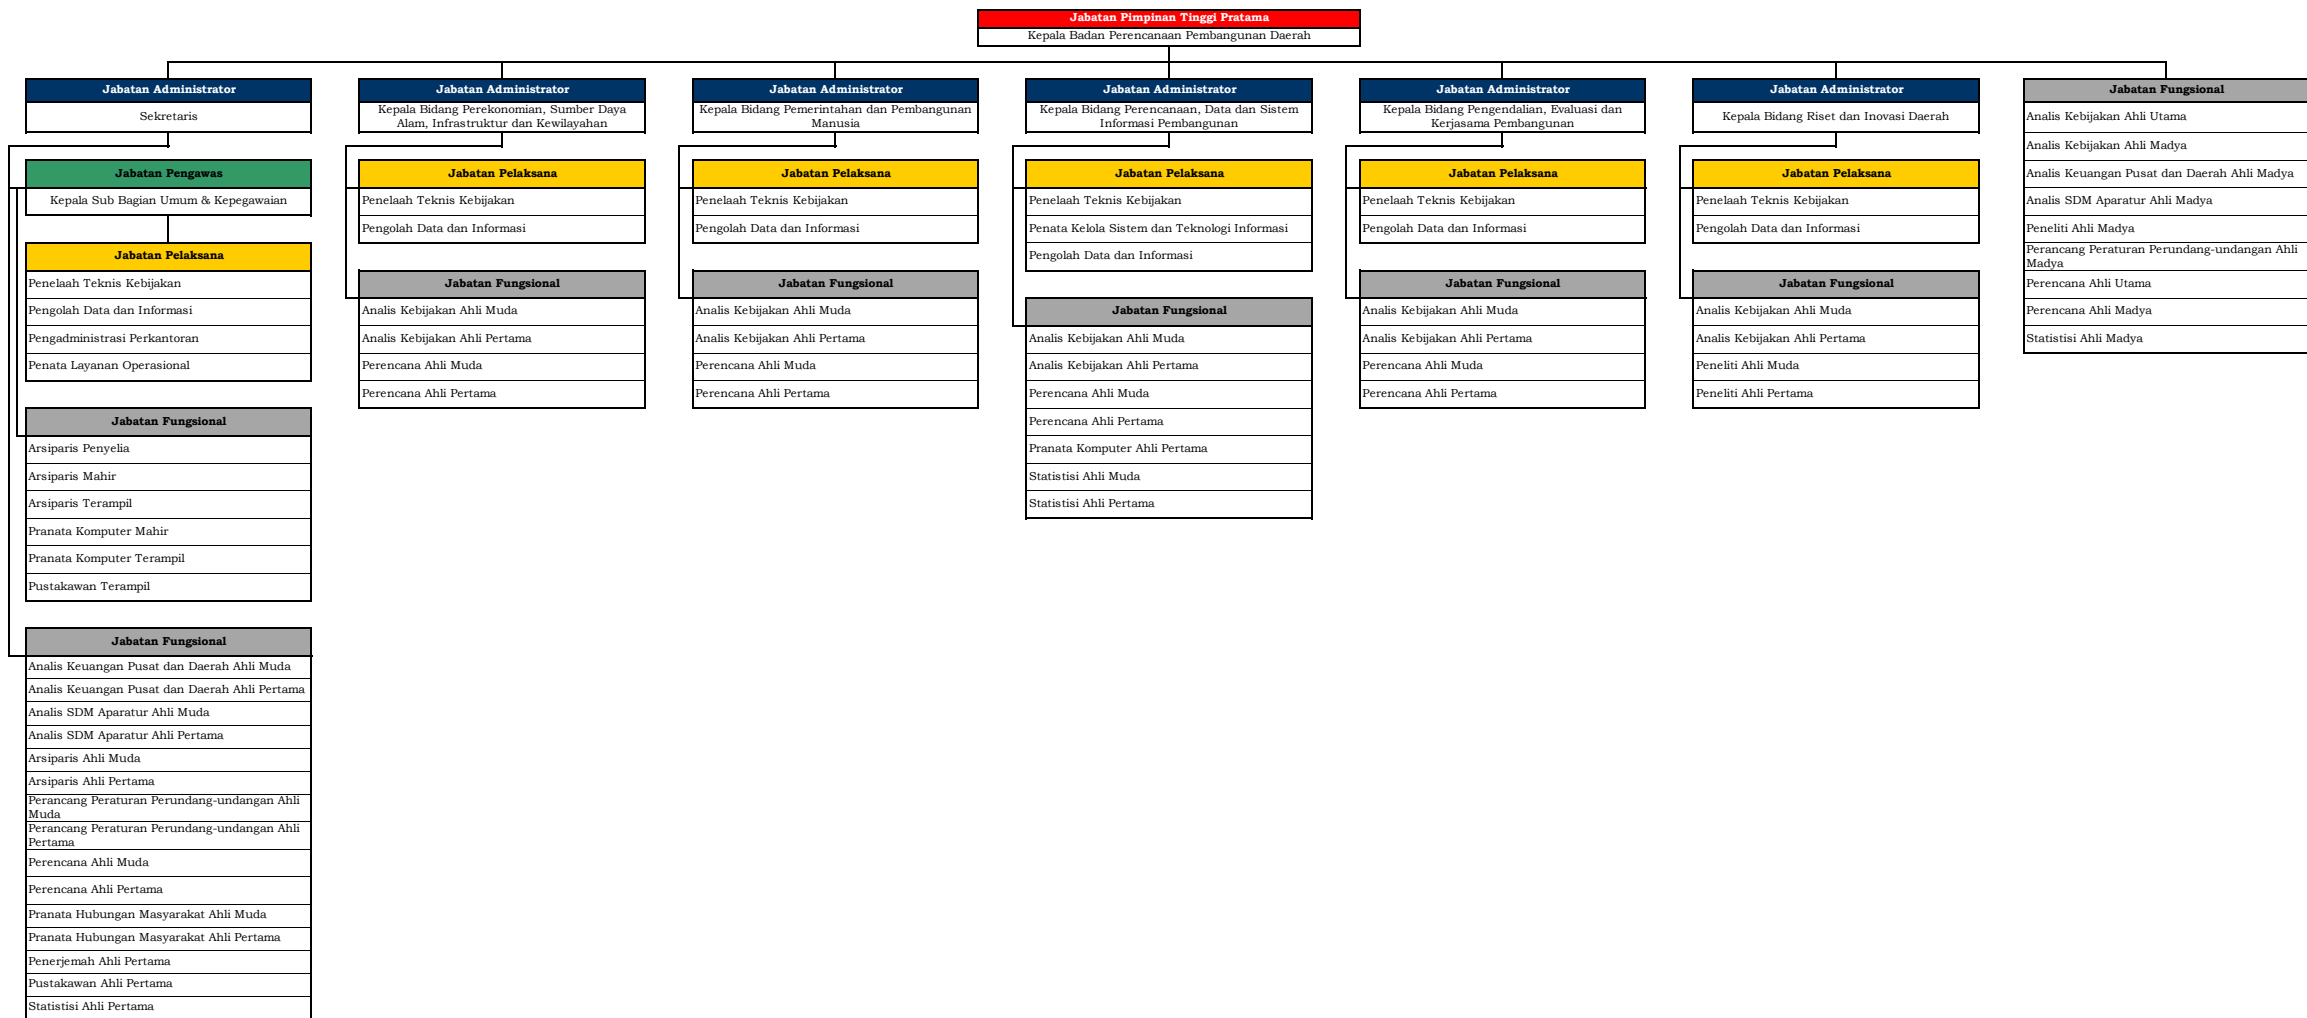 Jabatan Pimpinan Tinggi Pratama
Kepala Badan Perencanaan Pembangunan Daerah
Jabatan Administrator
Sekretaris
Jabatan Pengawas
Kepala Sub Bagian Umum & Kepegawaian
Jabatan Pelaksana
Penelaah Teknis Kebijakan
Pengolah Data dan Informasi
Pengadministrasi Perkantoran
Penata Layanan Operasional
Jabatan Fungsional
Arsiparis Penyelia
Arsiparis Mahir
Arsiparis Terampil
Pranata Komputer Mahir
Pranata Komputer Terampil
Pustakawan Terampil
Jabatan Fungsional
Analis Keuangan Pusat dan Daerah Ahli Muda
Analis Keuangan Pusat dan Daerah Ahli Pertama
Analis SDM Aparatur Ahli Muda
Analis SDM Aparatur Ahli Pertama
Arsiparis Ahli Muda
Arsiparis Ahli Pertama
Perancang Peraturan Perundang-undangan Ahli
Muda
Perancang Peraturan Perundang-undangan Ahli
Pertama
Perencana Ahli Muda
Perencana Ahli Pertama
Pranata Hubungan Masyarakat Ahli Muda
Pranata Hubungan Masyarakat Ahli Pertama
Penerjemah Ahli Pertama
Pustakawan Ahli Pertama
Statistisi Ahli Pertama
Jabatan Administrator
Kepala Bidang Perekonomian, Sumber Daya
Alam, Infrastruktur dan Kewilayahan
Jabatan Pelaksana
Penelaah Teknis Kebijakan
Pengolah Data dan Informasi
Jabatan Fungsional
Analis Kebijakan Ahli Muda
Analis Kebijakan Ahli Pertama
Perencana Ahli Muda
Perencana Ahli Pertama
Jabatan Administrator
Kepala Bidang Pemerintahan dan Pembangunan
Manusia
Jabatan Pelaksana
Penelaah Teknis Kebijakan
Pengolah Data dan Informasi
Jabatan Fungsional
Analis Kebijakan Ahli Muda
Analis Kebijakan Ahli Pertama
Perencana Ahli Muda
Perencana Ahli Pertama
Jabatan Administrator
Kepala Bidang Perencanaan, Data dan Sistem
Informasi Pembangunan
Jabatan Pelaksana
Penelaah Teknis Kebijakan
Penata Kelola Sistem dan Teknologi Informasi
Pengolah Data dan Informasi
Jabatan Fungsional
Analis Kebijakan Ahli Muda
Analis Kebijakan Ahli Pertama
Perencana Ahli Muda
Perencana Ahli Pertama
Pranata Komputer Ahli Pertama
Statistisi Ahli Muda
Statistisi Ahli Pertama
Jabatan Administrator
Kepala Bidang Pengendalian, Evaluasi dan
Kerjasama Pembangunan
Jabatan Pelaksana
Penelaah Teknis Kebijakan
Pengolah Data dan Informasi
Jabatan Fungsional
Analis Kebijakan Ahli Muda
Analis Kebijakan Ahli Pertama
Perencana Ahli Muda
Perencana Ahli Pertama
Jabatan Administrator
Kepala Bidang Riset dan Inovasi Daerah
Jabatan Pelaksana
Penelaah Teknis Kebijakan
Pengolah Data dan Informasi
Jabatan Fungsional
Analis Kebijakan Ahli Muda
Analis Kebijakan Ahli Pertama
Peneliti Ahli Muda
Peneliti Ahli Pertama
Jabatan Fungsional
Analis Kebijakan Ahli Utama
Analis Kebijakan Ahli Madya
Analis Keuangan Pusat dan Daerah Ahli Madya
Analis SDM Aparatur Ahli Madya
Peneliti Ahli Madya
Perancang Peraturan Perundang-undangan Ahli
Madya
Perencana Ahli Utama
Perencana Ahli Madya
Statistisi Ahli Madya